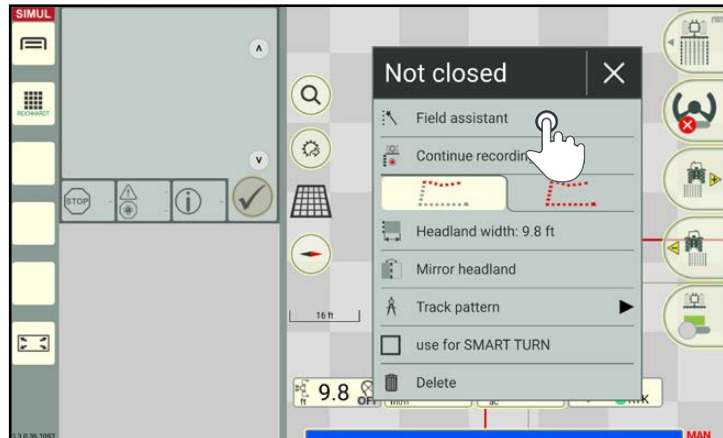 SIMUL
Not closed
Field assistant
REICHHARDT
Continue recordin
STOP
Headland width: 9.8 ft
Mirror headland
16 ft
Track pattern
use for SMART TURN
Delete
ft 9.8 OFF
ac
MAN